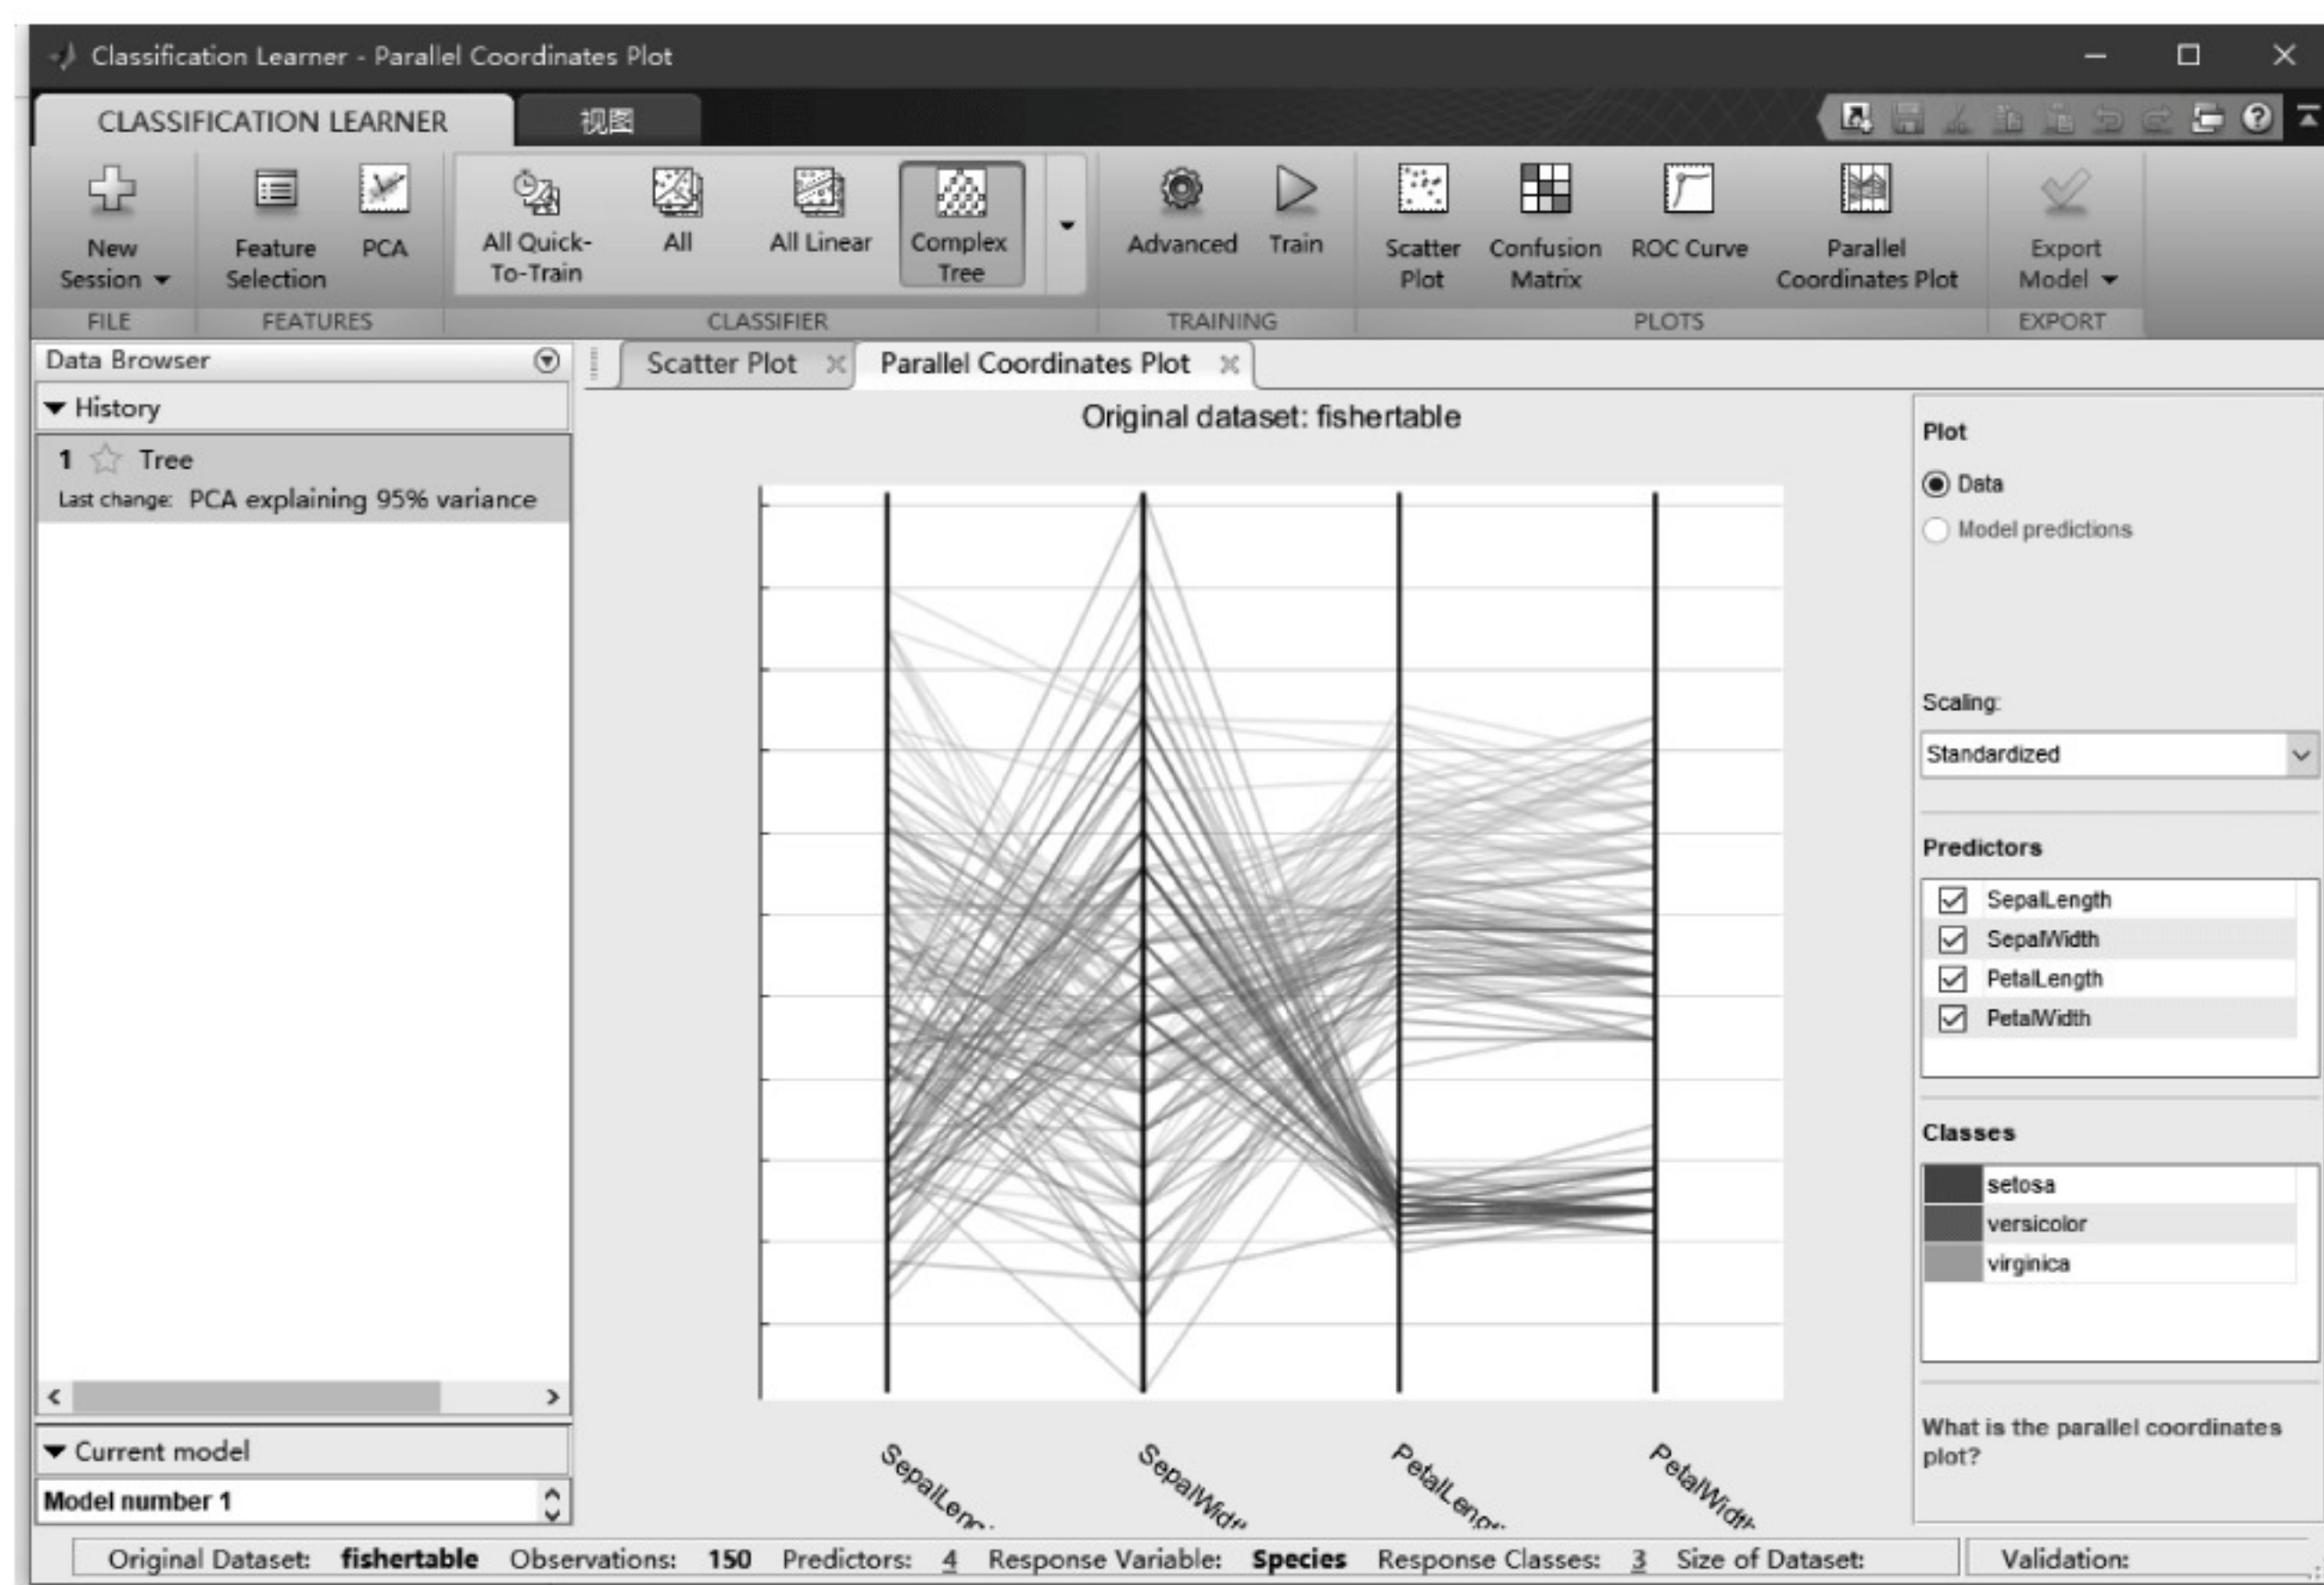 Classification Learner - Parallel Coordinates Plot
CLASSIFICATION LEARNER 视图
New Session
Feature Selection
PCA
All Quick-To-Train
All
All Linear
Complex Tree
Advanced
Train
Scatter Plot
Confusion Matrix
ROC Curve
Parallel Coordinates Plot
Export Model
FILE FEATURES CLASSIFIER TRAINING PLOTS EXPORT
Data Browser
History
1 Tree
Last change: PCA explaining 95% variance
Current model
Model number 1
Scatter Plot Parallel Coordinates Plot
Original dataset: fishertable
SepalLeng
SepalWidt
PetalLeng
PetalWidth
Plot
Data
Model predictions
Scaling:
Standardized
Predictors
SepalLength
SepalWidth
PetalLength
PetalWidth
Classes
setosa
versicolor
virginica
What is the parallel coordinates
plot?
Original Dataset: fishertable Observations: 150 Predictors: 4 Response Variable: Species Response Classes: 3 Size of Dataset: Validation: